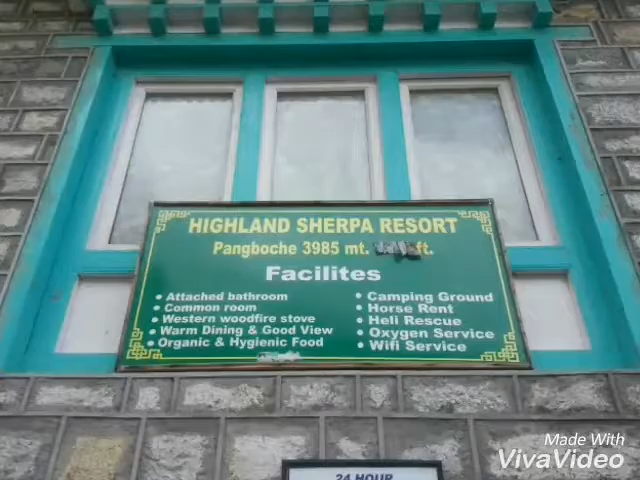 HIGHLAND SHERPA RESORT
Pangboche 3985 mt. ft.
Facilites
• Attached bathroom
• Common room
• Western woodfire stove
• Warm Dining & Good View
• Organic & Hygienic Food
• Camping Ground
• Horse Rent
• Heli Rescue
• Oxygen Service
• Wifi Service
24 HOUR
Made With
VivaVideo